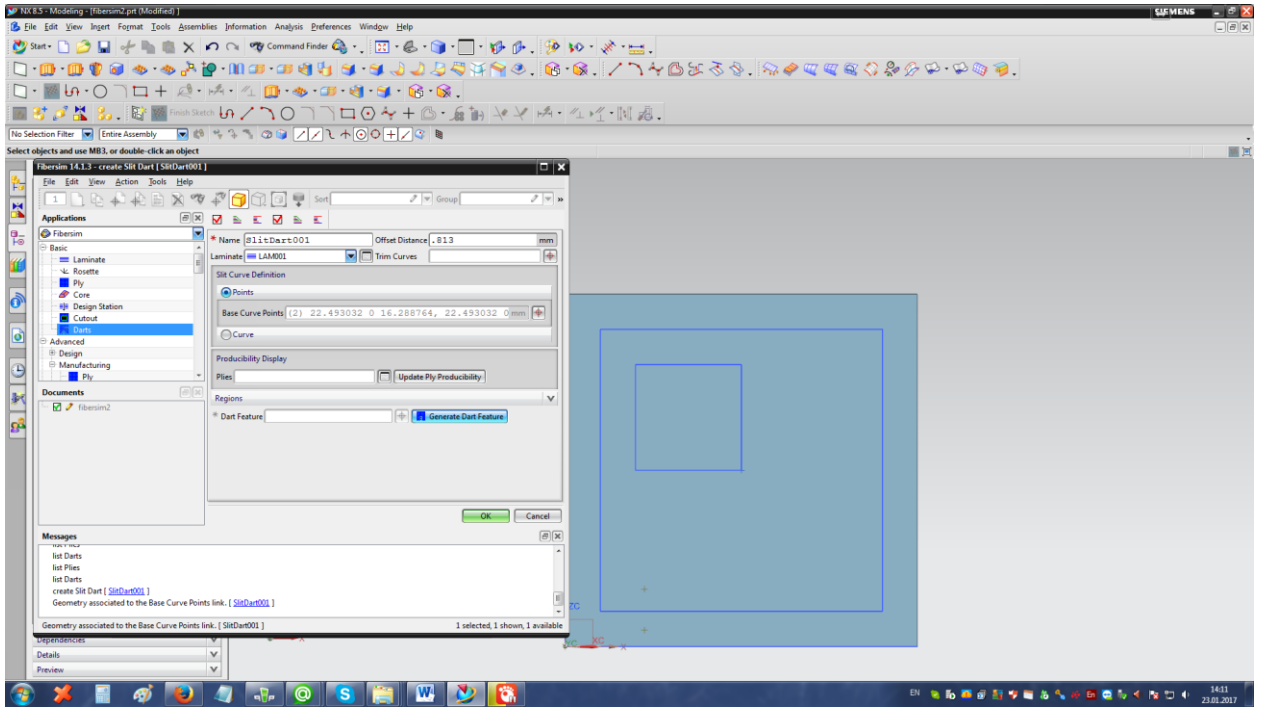 NX 8.5 - Modeling - [fibersim2.prt (Modified) ]
SIEMENS
File Edit View Insert Format Tools Assemblies Information Analysis Preferences Window Help
Start
Command Finder
Finish Sketch
No Selection Filter
Entire Assembly
Select objects and use MB3, or double-click an object
Fibersim 14.1.3 - create Slit Dart [ SlitDart001 ]
File Edit View Action Tools Help
1
Sort
Group
Applications
Fibersim
Basic
Laminate
Rosette
Ply
Core
Design Station
Cutout
Darts
Advanced
Design
Manufacturing
Ply
* Name SlitDart001
Offset Distance .813 mm
Laminate LAM001
Trim Curves
Slit Curve Definition
Points
Base Curve Points (2) 22.493032 0 16.288764, 22.493032 0 mm
Curve
Producibility Display
Plies
Update Ply Producibility
Regions
* Dart Feature
Generate Dart Feature
Documents
fibersim2
OK
Cancel
Messages
list Plies
list Darts
list Plies
list Darts
create Slit Dart [ SlitDart001 ]
Geometry associated to the Base Curve Points link. [ SlitDart001 ]
Geometry associated to the Base Curve Points link. [ SlitDart001 ]
1 selected, 1 shown, 1 available
Dependencies
Details
Preview
X
ZC
YC
XC
X
EN
14:11
23.01.2017